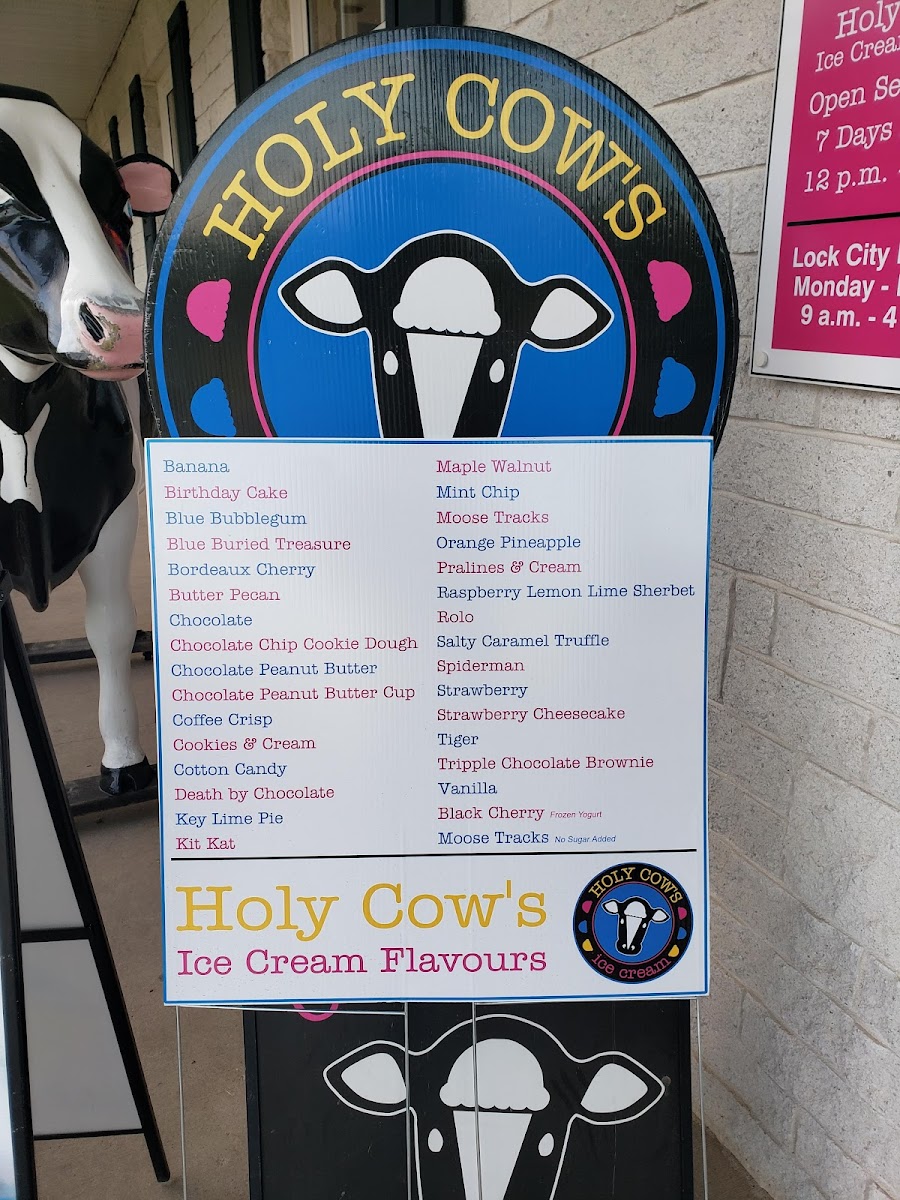 HOLY COW'S
Banana
Birthday Cake
Blue Bubblegum
Blue Buried Treasure
Bordeaux Cherry
Butter Pecan
Chocolate
Chocolate Chip Cookie Dough
Chocolate Peanut Butter
Chocolate Peanut Butter Cup
Coffee Crisp
Cookies & Cream
Cotton Candy
Death by Chocolate
Key Lime Pie
Kit Kat
Maple Walnut
Mint Chip
Moose Tracks
Orange Pineapple
Pralines & Cream
Raspberry Lemon Lime Sherbet
Rolo
Salty Caramel Truffle
Spiderman
Strawberry
Strawberry Cheesecake
Tiger
Tripple Chocolate Brownie
Vanilla
Black Cherry Frozen Yogurt
Moose Tracks No Sugar Added
Holy Cow's
Ice Cream Flavours
HOLY COW'S
ice cream
Holy
Ice
Open
7 Days
12 p.m.
Lock City
Monday -
9 a.m. - 4